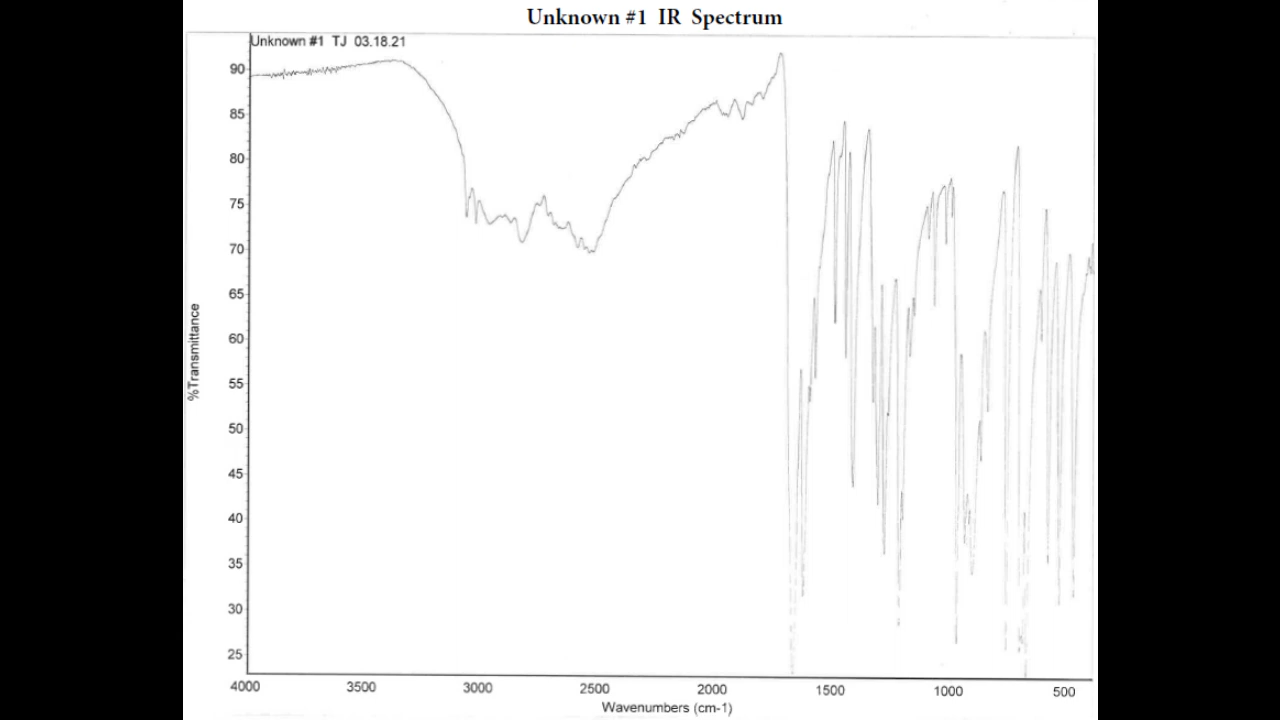 Unknown #1 IR Spectrum
Unknown #1 TJ 03.18.21
90
85
80
75
70
65
60
55
50
45
40
35
30
25
%Transmittance
4000 3500 3000 2500 2000 1500 1000 500
Wavenumbers (cm-1)